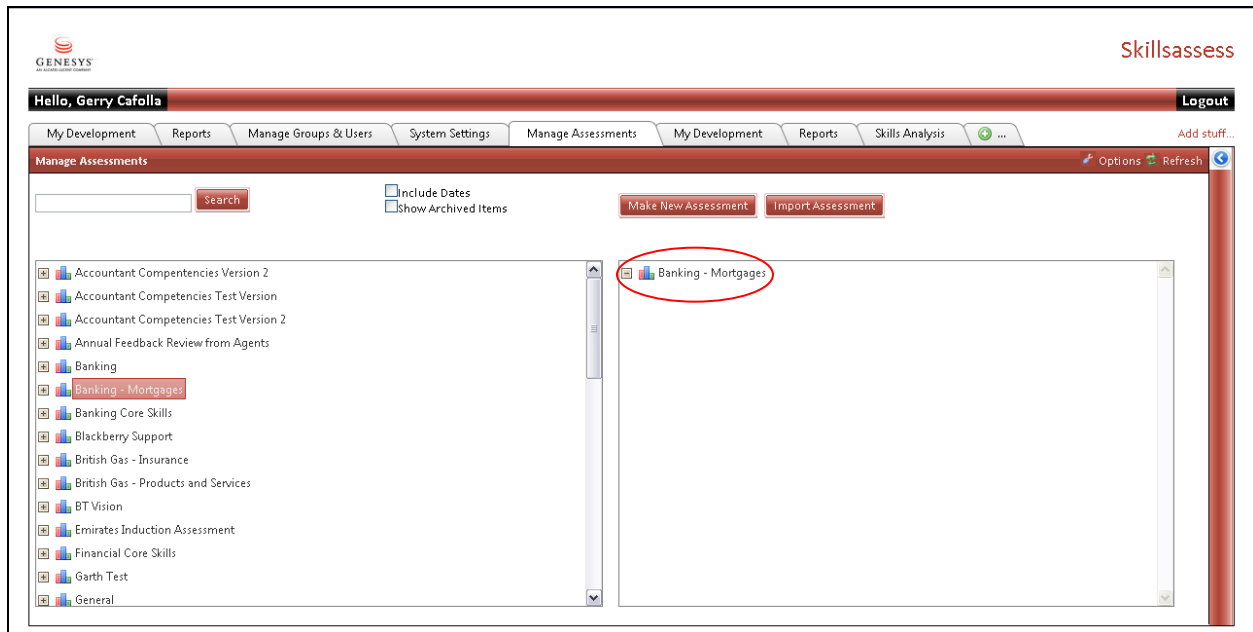 GENESYS
AN ALCATEL-LUCENT COMPANY
Skillsassess
Hello, Gerry Cafolla
Logout
My Development Reports Manage Groups & Users System Settings Manage Assessments My Development Reports Skills Analysis ... Add stuff...
Manage Assessments Options Refresh
Search
Include Dates
Show Archived Items
Make New Assessment Import Assessment
Accountant Compentencies Version 2
Accountant Competencies Test Version
Accountant Competencies Test Version 2
Annual Feedback Review from Agents
Banking
Banking - Mortgages
Banking Core Skills
Blackberry Support
British Gas - Insurance
British Gas - Products and Services
BT Vision
Emirates Induction Assessment
Financial Core Skills
Garth Test
General
Banking - Mortgages